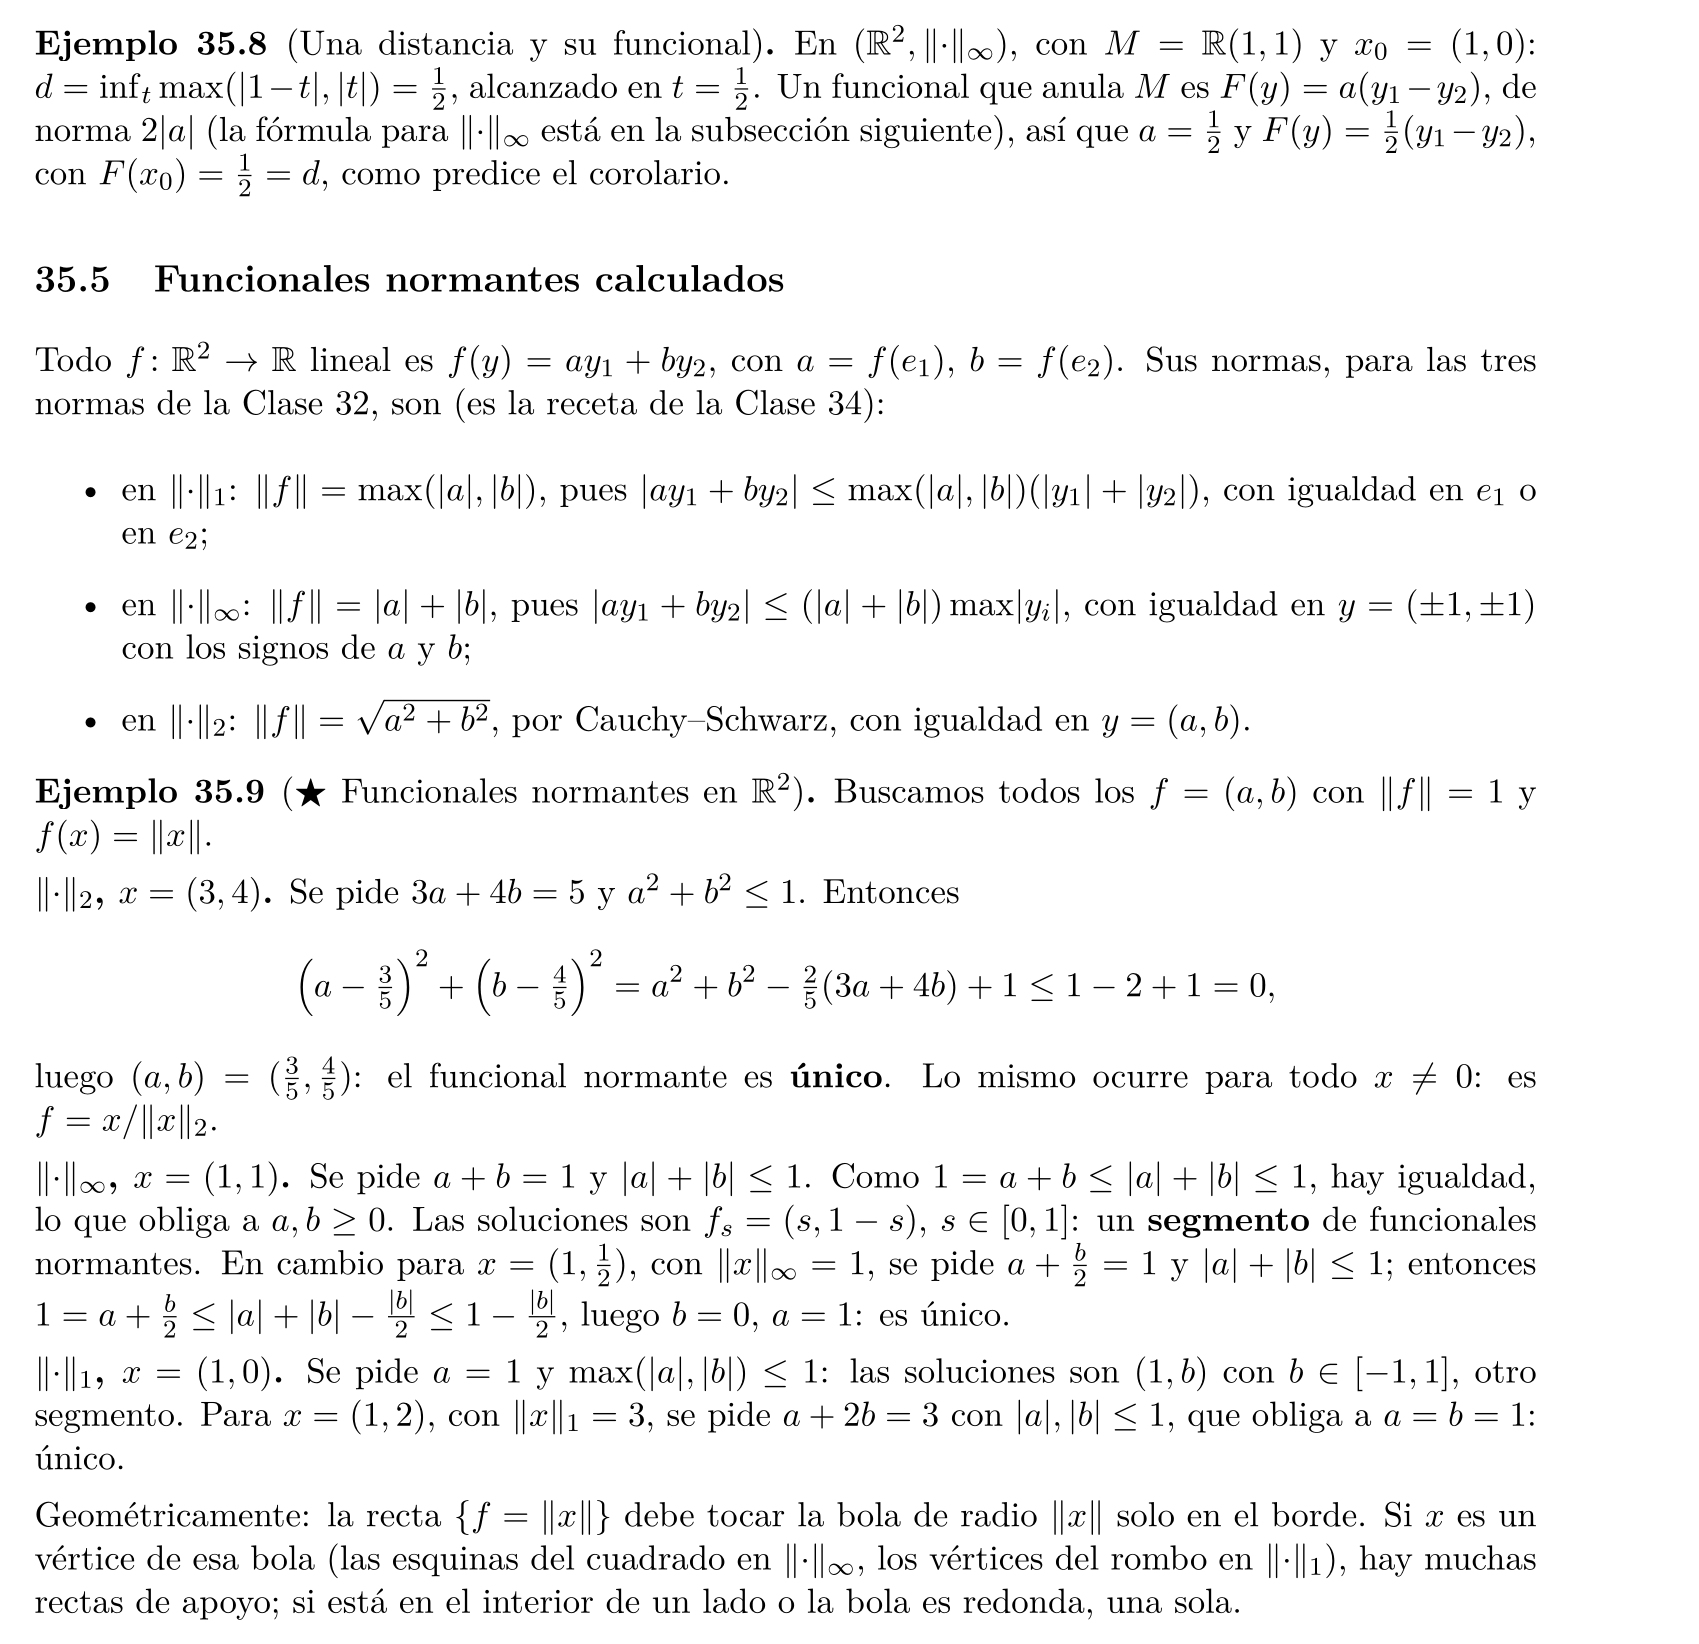 Ejemplo 35.8 (Una distancia y su funcional). En (ℝ², ‖·‖∞), con M = ℝ(1, 1) y x₀ = (1, 0):
d = inf_t max(|1−t|, |t|) = 1/2, alcanzado en t = 1/2. Un funcional que anula M es F(y) = a(y₁−y₂), de
norma 2|a| (la fórmula para ‖·‖∞ está en la subsección siguiente), así que a = 1/2 y F(y) = 1/2(y₁−y₂),
con F(x₀) = 1/2 = d, como predice el corolario.
35.5 Funcionales normantes calculados
Todo f : ℝ² → ℝ lineal es f(y) = ay₁ + by₂, con a = f(e₁), b = f(e₂). Sus normas, para las tres
normas de la Clase 32, son (es la receta de la Clase 34):
• en ‖·‖₁: ‖f‖ = max(|a|, |b|), pues |ay₁ + by₂| ≤ max(|a|, |b|)(|y₁| + |y₂|), con igualdad en e₁ o
en e₂;
• en ‖·‖∞: ‖f‖ = |a| + |b|, pues |ay₁ + by₂| ≤ (|a| + |b|) max|yᵢ|, con igualdad en y = (±1, ±1)
con los signos de a y b;
• en ‖·‖₂: ‖f‖ = √(a² + b²), por Cauchy–Schwarz, con igualdad en y = (a, b).
Ejemplo 35.9 (★ Funcionales normantes en ℝ²). Buscamos todos los f = (a, b) con ‖f‖ = 1 y
f(x) = ‖x‖.
‖·‖₂, x = (3, 4). Se pide 3a + 4b = 5 y a² + b² ≤ 1. Entonces
(a − 3/5)² + (b − 4/5)² = a² + b² − 2/5(3a + 4b) + 1 ≤ 1 − 2 + 1 = 0,
luego (a, b) = (3/5, 4/5): el funcional normante es único. Lo mismo ocurre para todo x ≠ 0: es
f = x/‖x‖₂.
‖·‖∞, x = (1, 1). Se pide a + b = 1 y |a| + |b| ≤ 1. Como 1 = a + b ≤ |a| + |b| ≤ 1, hay igualdad,
lo que obliga a a, b ≥ 0. Las soluciones son fₛ = (s, 1 − s), s ∈ [0, 1]: un segmento de funcionales
normantes. En cambio para x = (1, 1/2), con ‖x‖∞ = 1, se pide a + b/2 = 1 y |a| + |b| ≤ 1; entonces
1 = a + b/2 ≤ |a| + |b| − |b|/2 ≤ 1 − |b|/2, luego b = 0, a = 1: es único.
‖·‖₁, x = (1, 0). Se pide a = 1 y max(|a|, |b|) ≤ 1: las soluciones son (1, b) con b ∈ [−1, 1], otro
segmento. Para x = (1, 2), con ‖x‖₁ = 3, se pide a + 2b = 3 con |a|, |b| ≤ 1, que obliga a a = b = 1:
único.
Geométricamente: la recta {f = ‖x‖} debe tocar la bola de radio ‖x‖ solo en el borde. Si x es un
vértice de esa bola (las esquinas del cuadrado en ‖·‖∞, los vértices del rombo en ‖·‖₁), hay muchas
rectas de apoyo; si está en el interior de un lado o la bola es redonda, una sola.